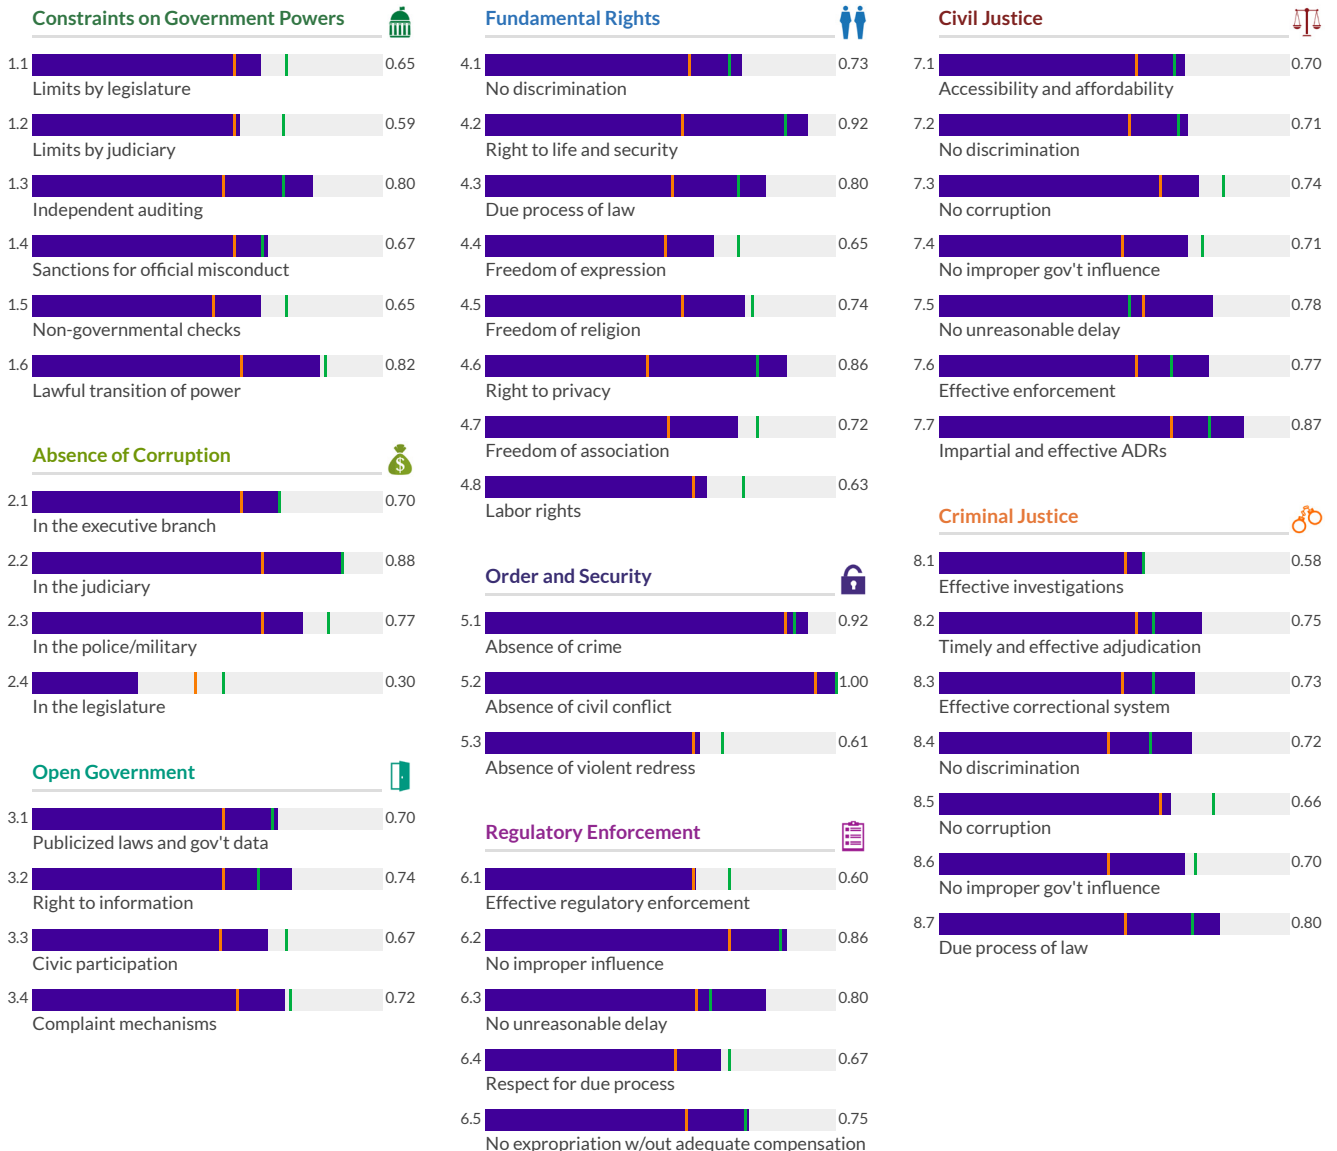 Constraints on Government Powers
1.1 0.65
Limits by legislature
1.2 0.59
Limits by judiciary
1.3 0.80
Independent auditing
1.4 0.67
Sanctions for official misconduct
1.5 0.65
Non-governmental checks
1.6 0.82
Lawful transition of power
Absence of Corruption
$
2.1 0.70
In the executive branch
2.2 0.88
In the judiciary
2.3 0.77
In the police/military
2.4 0.30
In the legislature
Open Government
3.1 0.70
Publicized laws and gov't data
3.2 0.74
Right to information
3.3 0.67
Civic participation
3.4 0.72
Complaint mechanisms
Fundamental Rights
4.1 0.73
No discrimination
4.2 0.92
Right to life and security
4.3 0.80
Due process of law
4.4 0.65
Freedom of expression
4.5 0.74
Freedom of religion
4.6 0.86
Right to privacy
4.7 0.72
Freedom of association
4.8 0.63
Labor rights
Order and Security
5.1 0.92
Absence of crime
5.2 1.00
Absence of civil conflict
5.3 0.61
Absence of violent redress
Regulatory Enforcement
6.1 0.60
Effective regulatory enforcement
6.2 0.86
No improper influence
6.3 0.80
No unreasonable delay
6.4 0.67
Respect for due process
6.5 0.75
No expropriation w/out adequate compensation
Civil Justice
7.1 0.70
Accessibility and affordability
7.2 0.71
No discrimination
7.3 0.74
No corruption
7.4 0.71
No improper gov't influence
7.5 0.78
No unreasonable delay
7.6 0.77
Effective enforcement
7.7 0.87
Impartial and effective ADRs
Criminal Justice
8.1 0.58
Effective investigations
8.2 0.75
Timely and effective adjudication
8.3 0.73
Effective correctional system
8.4 0.72
No discrimination
8.5 0.66
No corruption
8.6 0.70
No improper gov't influence
8.7 0.80
Due process of law